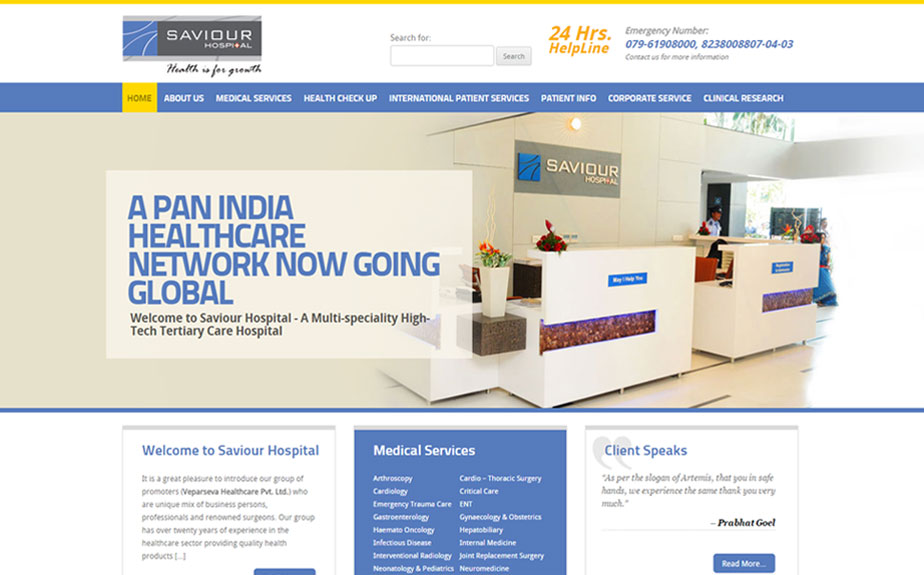 SAVIOUR
HOSPITAL
Health is for growth
Search for:
Search
24 Hrs.
HelpLine
Emergency Number:
079-61908000, 8238008807-04-03
Contact us for more information
HOME ABOUT US MEDICAL SERVICES HEALTH CHECK UP INTERNATIONAL PATIENT SERVICES PATIENT INFO CORPORATE SERVICE CLINICAL RESEARCH
A PAN INDIA
HEALTHCARE
NETWORK NOW GOING
GLOBAL
Welcome to Saviour Hospital - A Multi-speciality High-
Tech Tertiary Care Hospital
SAVIOUR
HOSPITAL
May I Help You
Welcome to Saviour Hospital
It is a great pleasure to introduce our group of
promoters (Veparseva Healthcare Pvt. Ltd.) who
are unique mix of business persons,
professionals and renowned surgeons. Our group
has over twenty years of experience in the
healthcare sector providing quality health
products [...]
Medical Services
Arthroscopy
Cardiology
Emergency Trauma Care
Gastroenterology
Haemato Oncology
Infectious Disease
Interventional Radiology
Neonatology & Pediatrics
Cardio – Thoracic Surgery
Critical Care
ENT
Gynaecology & Obstetrics
Hepatobiliary
Internal Medicine
Joint Replacement Surgery
Neuromedicine
Client Speaks
"As per the slogan of Artemis, that you in safe
hands, we experience the same thank you very
much."
– Prabhat Goel
Read More...